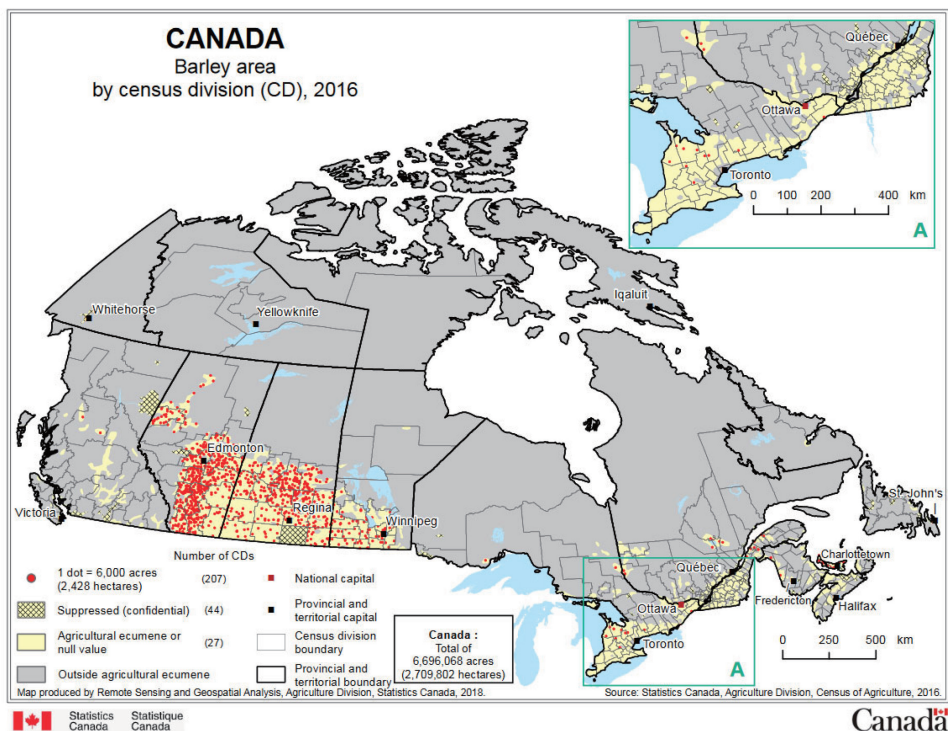 CANADA
Barley area
by census division (CD), 2016
Québec
Ottawa
Toronto
0 100 200 400 km
A
Whitehorse
Yellowknife
Iqaluit
Edmonton
Regina
Winnipeg
Victoria
St. John's
Charlottetown
Québec
Fredericton
Halifax
Ottawa
Toronto
A
0 250 500 km
Number of CDs
1 dot = 6,000 acres
(2,428 hectares)
(207)
Suppressed (confidential)
(44)
Agricultural ecumene or
null value
(27)
Outside agricultural ecumene
National capital
Provincial and
territorial capital
Census division
boundary
Provincial and
territorial boundary
Canada :
Total of
6,696,068 acres
(2,709,802 hectares)
Map produced by Remote Sensing and Geospatial Analysis, Agriculture Division, Statistics Canada, 2018.
Source: Statistics Canada, Agriculture Division, Census of Agriculture, 2016.
Statistics
Canada
Statistique
Canada
Canada